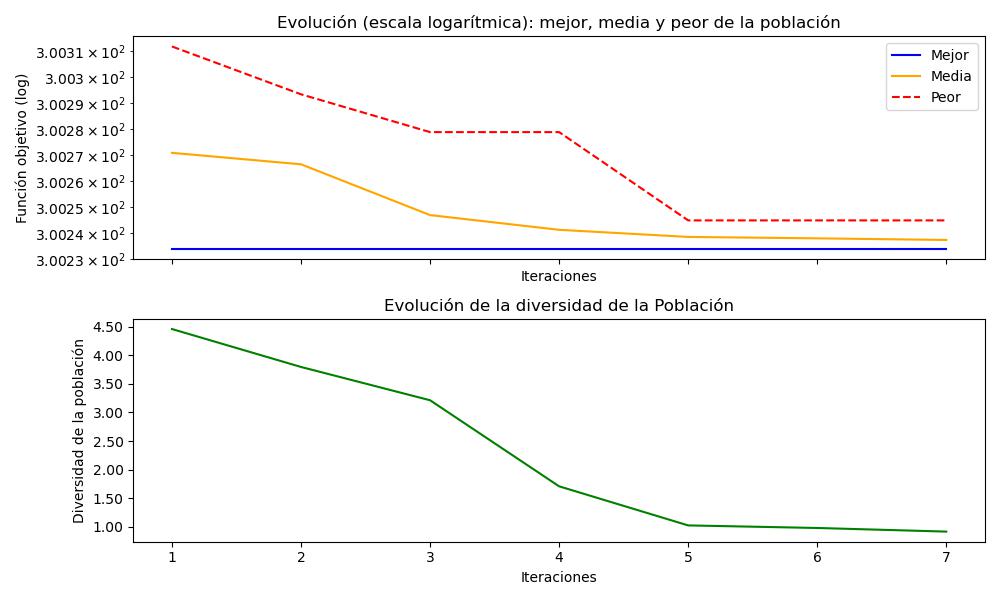 Evolución (escala logarítmica): mejor, media y peor de la población
Función objetivo (log)
3.0031 × 10²
3.003 × 10²
3.0029 × 10²
3.0028 × 10²
3.0027 × 10²
3.0026 × 10²
3.0025 × 10²
3.0024 × 10²
3.0023 × 10²
Mejor
Media
Peor
Iteraciones
Evolución de la diversidad de la Población
Diversidad de la población
4.50
4.00
3.50
3.00
2.50
2.00
1.50
1.00
1 2 3 4 5 6 7
Iteraciones